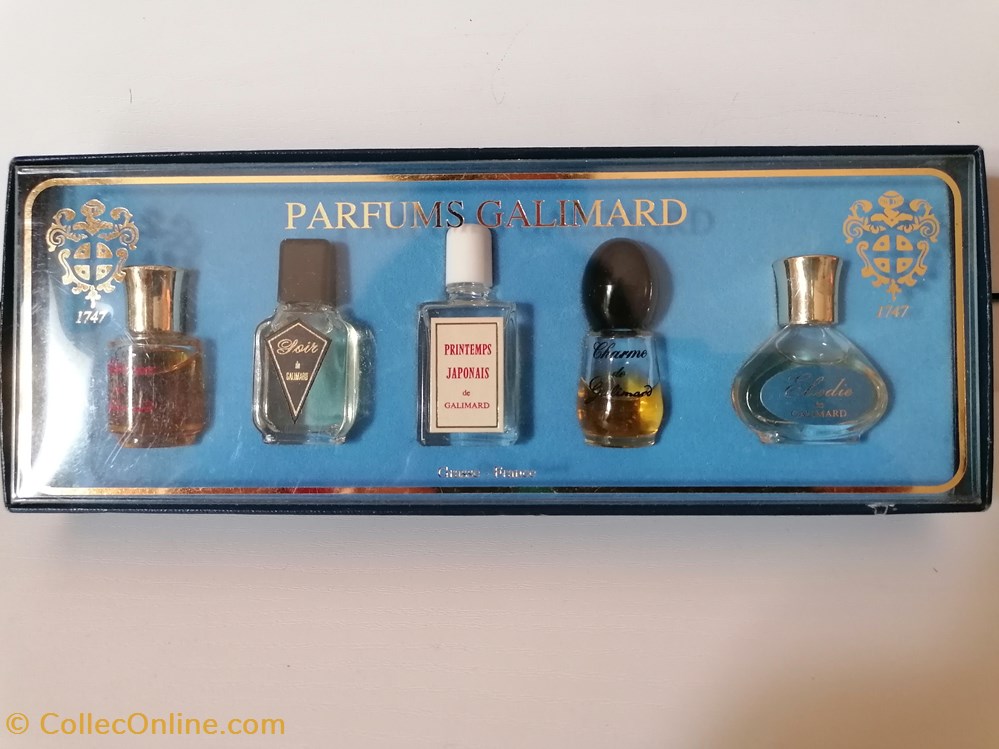 PARFUMS GALIMARD
1747
1747
Soir
de
GALIMARD
PRINTEMPS
JAPONAIS
de
GALIMARD
Charme
de
Galimard
Elodie
GALIMARD
Grasse - France
© CollecOnline.com